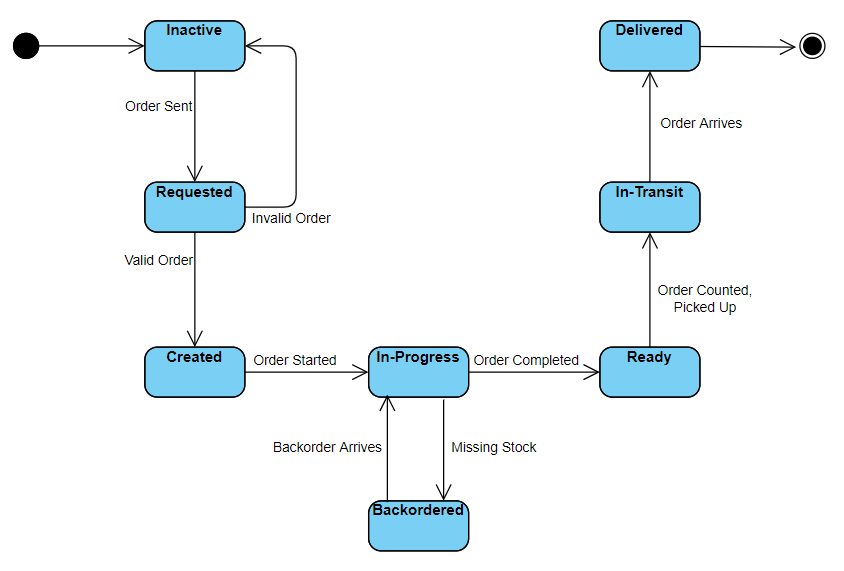 Inactive
Delivered
Order Sent
Order Arrives
Requested
In-Transit
Invalid Order
Valid Order
Order Counted,
Picked Up
Created
Order Started
In-Progress
Order Completed
Ready
Backorder Arrives
Missing Stock
Backordered